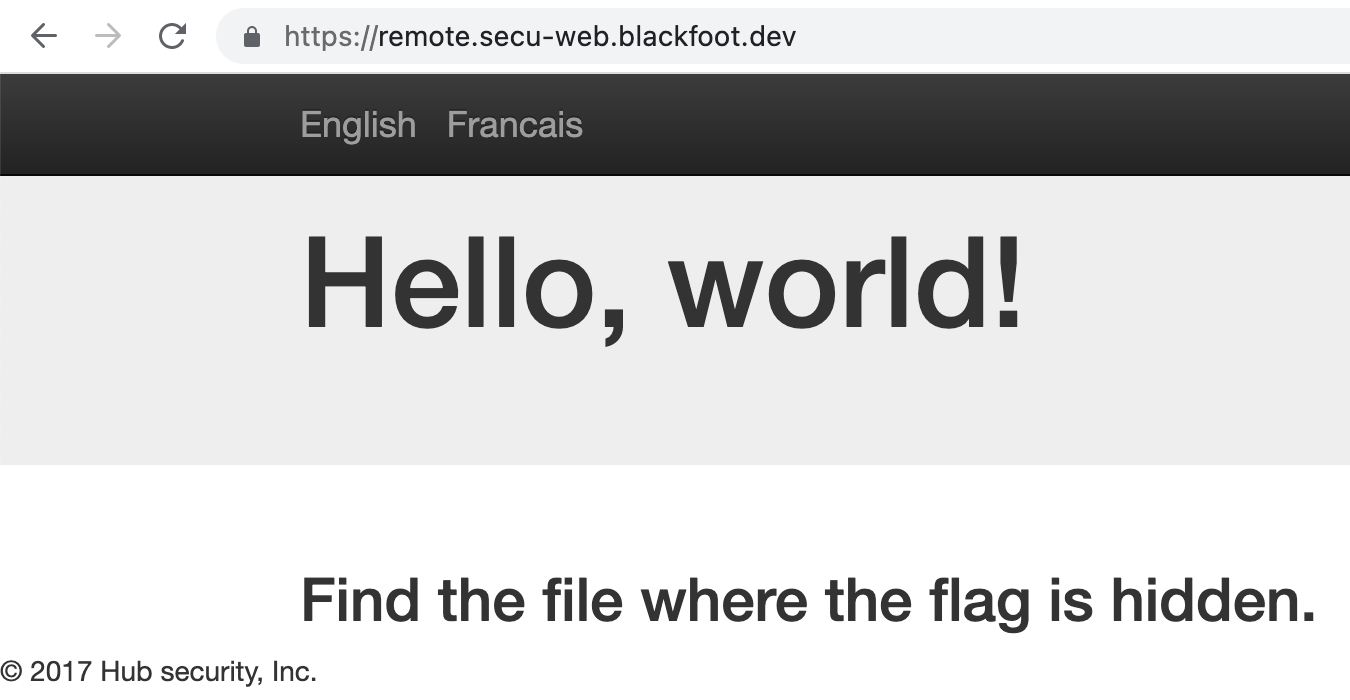 https://remote.secu-web.blackfoot.dev
English Francais
Hello, world!
Find the file where the flag is hidden.
© 2017 Hub security, Inc.